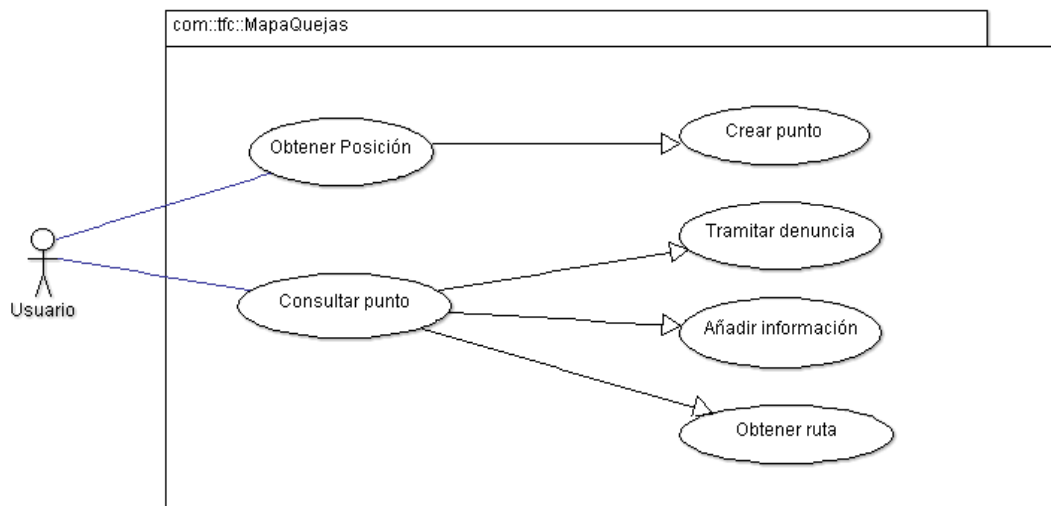 com::tfc::MapaQuejas
Obtener Posición
Crear punto
Tramitar denuncia
Usuario
Consultar punto
Añadir información
Obtener ruta